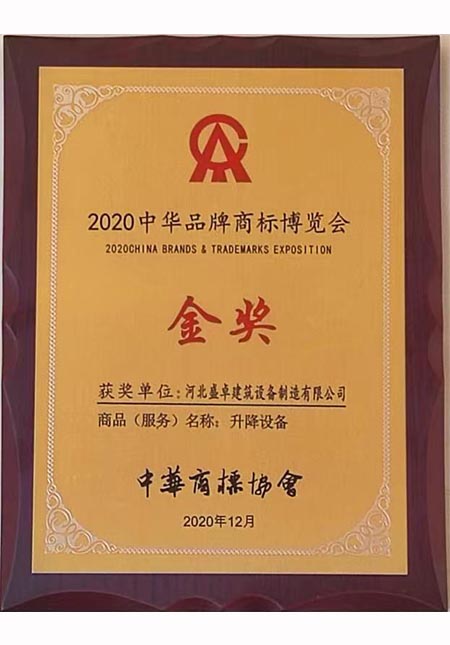 2020中华品牌商标博览会
2020CHINA BRANDS & TRADEMARKS EXPOSITION
金奖
获奖单位：河北盛卓建筑设备制造有限公司
商品（服务）名称：升降设备
中華商標協會
2020年12月